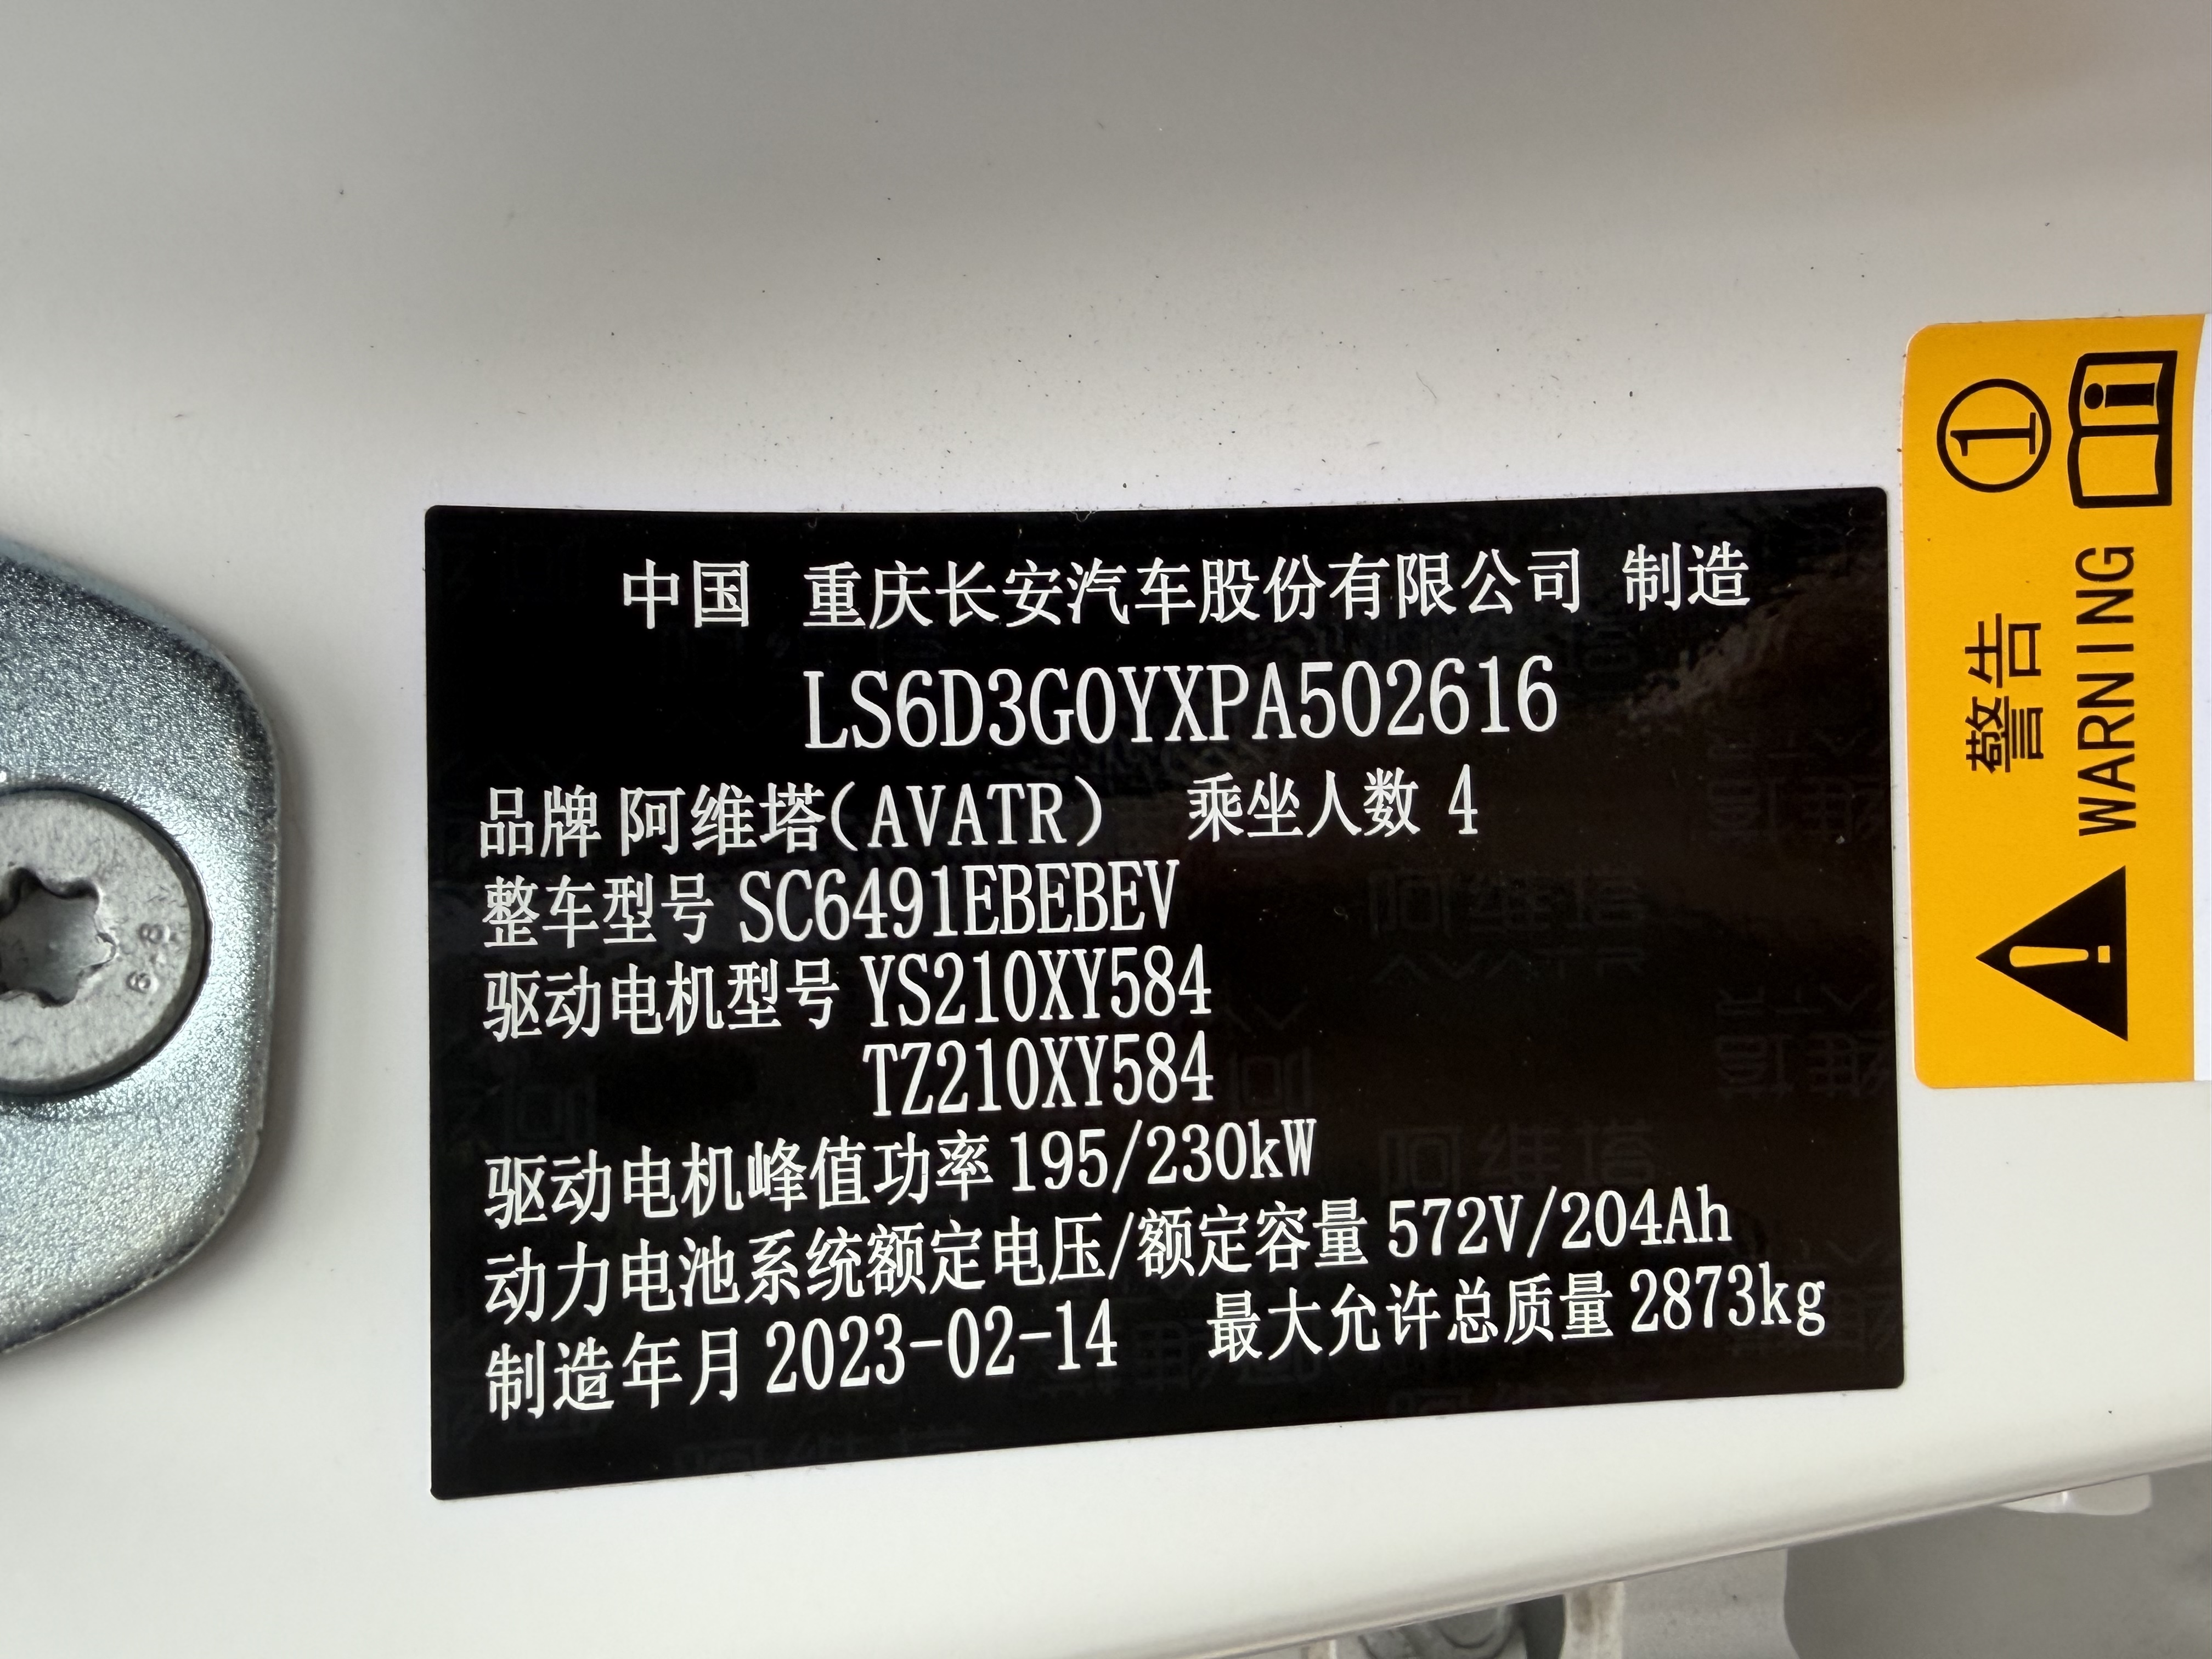 中国 重庆长安汽车股份有限公司 制造
LS6D3G0YXPA502616
品牌 阿维塔(AVATR) 乘坐人数 4
整车型号 SC6491EBEBEV
驱动电机型号 YS210XY584
TZ210XY584
驱动电机峰值功率 195/230kW
动力电池系统额定电压/额定容量 572V/204Ah
制造年月 2023-02-14 最大允许总质量 2873kg
警告 ①
WARNING
8.8